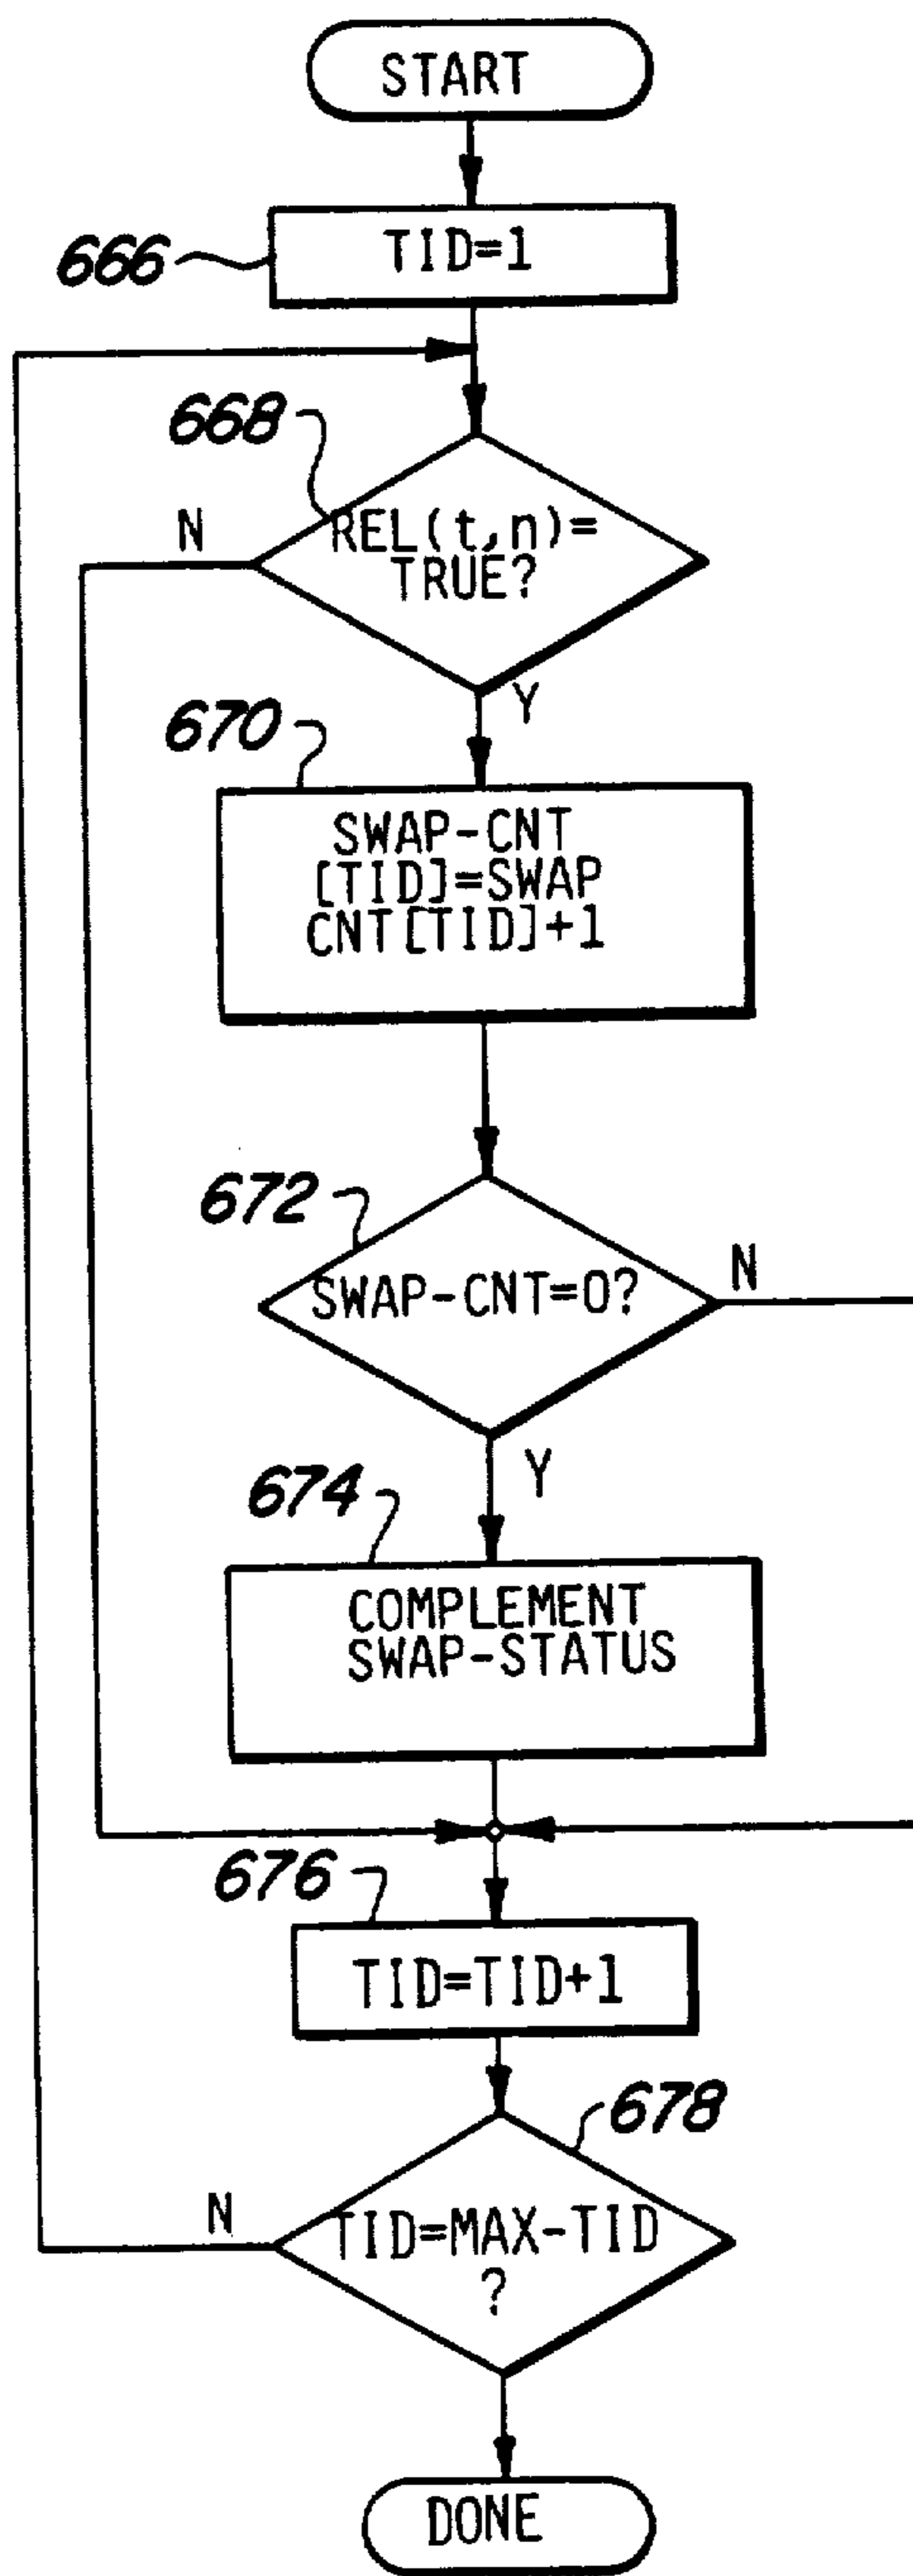 START
666
TID=1
668
N
REL(t,n)=
TRUE?
Y
670
SWAP-CNT
[TID]=SWAP
CNT[TID]+1
672
SWAP-CNT=0?
N
Y
674
COMPLEMENT
SWAP-STATUS
676
TID=TID+1
678
N
TID=MAX-TID
?
DONE